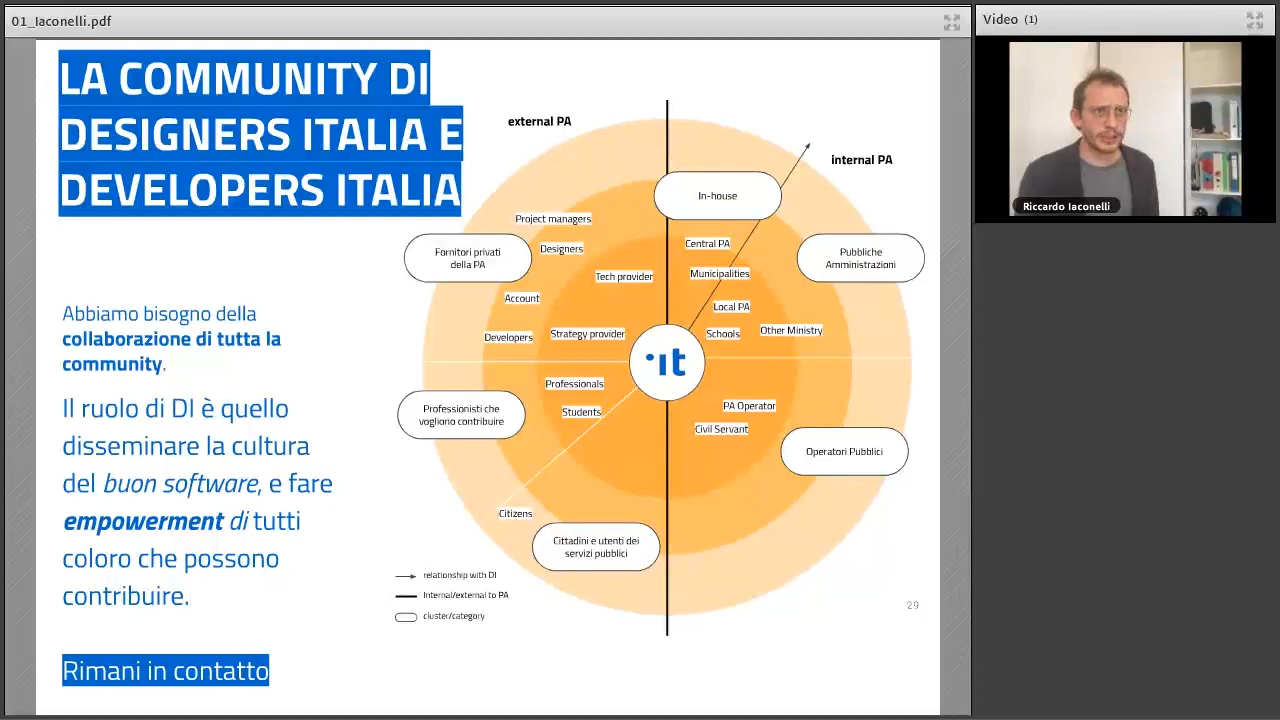 01_Iaconelli.pdf
Video (1)
LA COMMUNITY DI
DESIGNERS ITALIA E
DEVELOPERS ITALIA
Abbiamo bisogno della
collaborazione di tutta la
community.
Il ruolo di DI è quello
disseminare la cultura
del buon software, e fare
empowerment di tutti
coloro che possono
contribuire.
Rimani in contatto
external PA
internal PA
In-house
Project managers
Fornitori privati
della PA
Designers
Tech provider
Account
Developers
Strategy provider
Central PA
Municipalities
Local PA
Schools
Other Ministry
Pubbliche
Amministrazioni
it
Professionals
Students
Professionisti che
vogliono contribuire
PA Operator
Civil Servant
Operatori Pubblici
Citizens
Cittadini e utenti dei
servizi pubblici
relationship with DI
Internal/external to PA
cluster/category
29
Riccardo Iaconelli